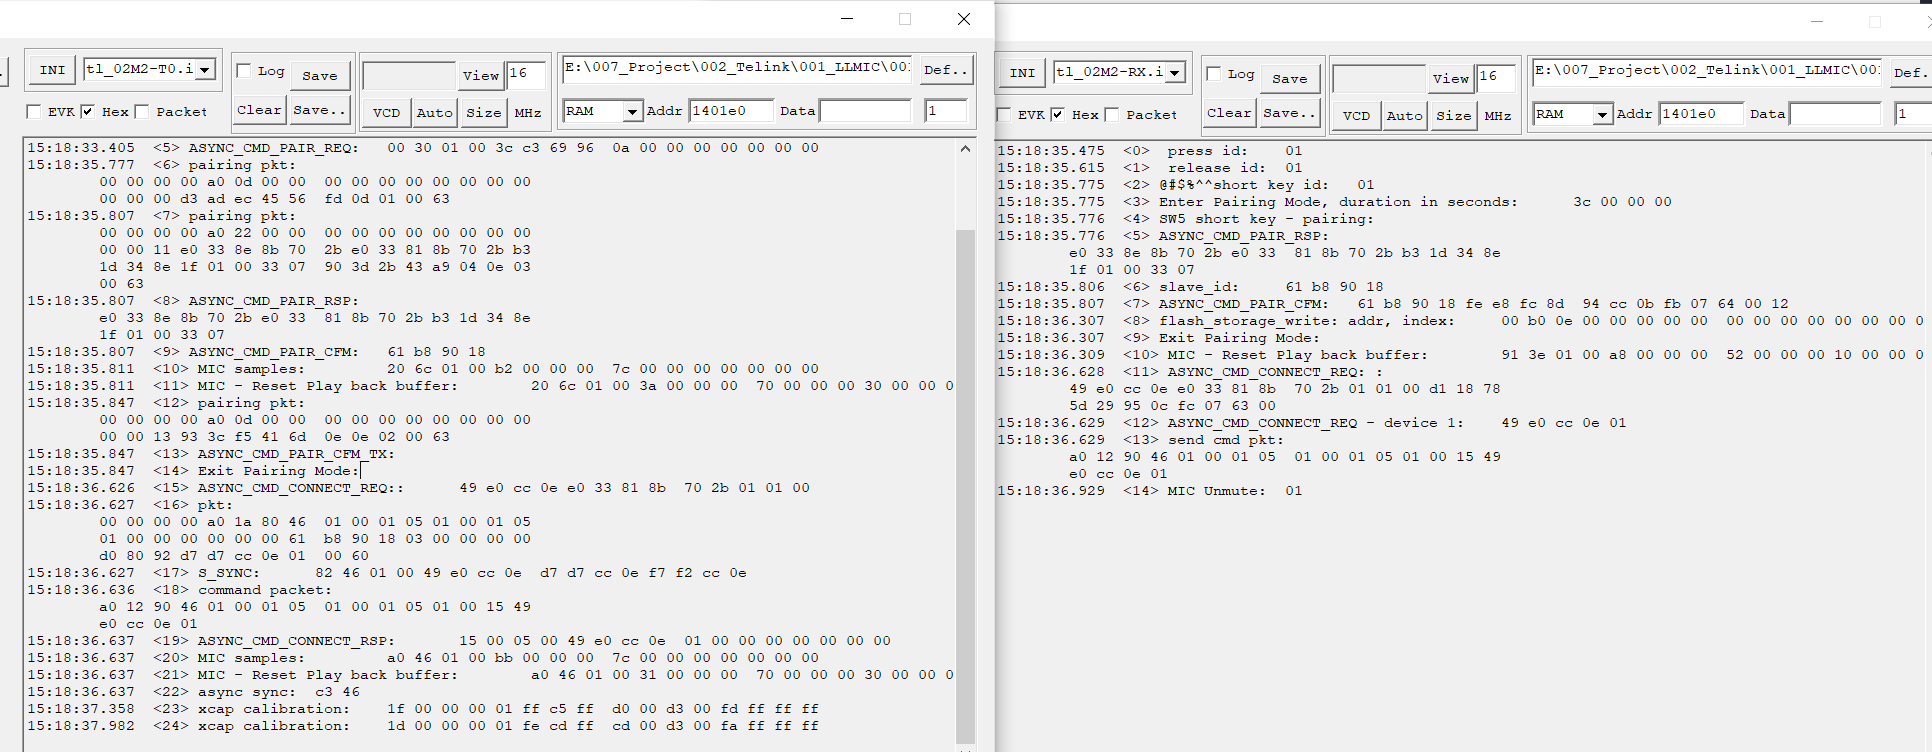 INI tl_02M2-T0.i Log Save View 16 E:\007_Project\002_Telink\001_LLMIC\00 Def..
EVK Hex Packet Clear Save.. VCD Auto Size MHz RAM Addr 1401e0 Data 1
15:18:33.405 <5> ASYNC_CMD_PAIR_REQ: 00 30 01 00 3c c3 69 96 0a 00 00 00 00 00 00 00
15:18:35.777 <6> pairing pkt:
00 00 00 00 a0 0d 00 00 00 00 00 00 00 00 00 00
00 00 00 d3 ad ec 45 56 fd 0d 01 00 63
15:18:35.807 <7> pairing pkt:
00 00 00 00 a0 22 00 00 00 00 00 00 00 00 00 00
00 00 11 e0 33 8e 8b 70 2b e0 33 81 8b 70 2b b3
1d 34 8e 1f 01 00 33 07 90 3d 2b 43 a9 04 0e 03
00 63
15:18:35.807 <8> ASYNC_CMD_PAIR_RSP:
e0 33 8e 8b 70 2b e0 33 81 8b 70 2b b3 1d 34 8e
1f 01 00 33 07
15:18:35.807 <9> ASYNC_CMD_PAIR_CFM: 61 b8 90 18
15:18:35.811 <10> MIC samples: 20 6c 01 00 b2 00 00 00 7c 00 00 00 00 00 00 00
15:18:35.811 <11> MIC - Reset Play back buffer: 20 6c 01 00 3a 00 00 00 70 00 00 00 30 00 00 0
15:18:35.847 <12> pairing pkt:
00 00 00 00 a0 0d 00 00 00 00 00 00 00 00 00 00
00 00 13 93 3c f5 41 6d 0e 0e 02 00 63
15:18:35.847 <13> ASYNC_CMD_PAIR_CFM_TX:
15:18:35.847 <14> Exit Pairing Mode:
15:18:36.626 <15> ASYNC_CMD_CONNECT_REQ:: 49 e0 cc 0e e0 33 81 8b 70 2b 01 01 00
15:18:36.627 <16> pkt:
00 00 00 00 a0 1a 80 46 01 00 01 05 01 00 01 05
01 00 00 00 00 00 00 61 b8 90 18 03 00 00 00 00
d0 80 92 d7 d7 cc 0e 01 00 60
15:18:36.627 <17> S_SYNC: 82 46 01 00 49 e0 cc 0e d7 d7 cc 0e f7 f2 cc 0e
15:18:36.636 <18> command packet:
a0 12 90 46 01 00 01 05 01 00 01 05 01 00 15 49
e0 cc 0e 01
15:18:36.637 <19> ASYNC_CMD_CONNECT_RSP: 15 00 05 00 49 e0 cc 0e 01 00 00 00 00 00 00 00
15:18:36.637 <20> MIC samples: a0 46 01 00 bb 00 00 00 7c 00 00 00 00 00 00 00
15:18:36.637 <21> MIC - Reset Play back buffer: a0 46 01 00 31 00 00 00 70 00 00 00 30 00 00 0
15:18:36.637 <22> async sync: c3 46
15:18:37.358 <23> xcap calibration: 1f 00 00 00 01 ff c5 ff d0 00 d3 00 fd ff ff ff
15:18:37.982 <24> xcap calibration: 1d 00 00 00 01 fe cd ff cd 00 d3 00 fa ff ff ff
INI tl_02M2-RX.i Log Save View 16 E:\007_Project\002_Telink\001_LLMIC\00 Def.
EVK Hex Packet Clear Save.. VCD Auto Size MHz RAM Addr 1401e0 Data 1
15:18:35.475 <0> press id: 01
15:18:35.615 <1> release id: 01
15:18:35.775 <2> @#$%^^short key id: 01
15:18:35.775 <3> Enter Pairing Mode, duration in seconds: 3c 00 00 00
15:18:35.776 <4> SW5 short key - pairing:
15:18:35.776 <5> ASYNC_CMD_PAIR_RSP:
e0 33 8e 8b 70 2b e0 33 81 8b 70 2b b3 1d 34 8e
1f 01 00 33 07
15:18:35.806 <6> slave_id: 61 b8 90 18
15:18:35.807 <7> ASYNC_CMD_PAIR_CFM: 61 b8 90 18 fe e8 fc 8d 94 cc 0b fb 07 64 00 12
15:18:36.307 <8> flash_storage_write: addr, index: 00 b0 0e 00 00 00 00 00 00 00 00 00 00 00 00 0
15:18:36.307 <9> Exit Pairing Mode:
15:18:36.309 <10> MIC - Reset Play back buffer: 91 3e 01 00 a8 00 00 00 52 00 00 00 10 00 00 0
15:18:36.628 <11> ASYNC_CMD_CONNECT_REQ: :
49 e0 cc 0e e0 33 81 8b 70 2b 01 01 00 d1 18 78
5d 29 95 0c fc 07 63 00
15:18:36.629 <12> ASYNC_CMD_CONNECT_REQ - device 1: 49 e0 cc 0e 01
15:18:36.629 <13> send cmd pkt:
a0 12 90 46 01 00 01 05 01 00 01 05 01 00 15 49
e0 cc 0e 01
15:18:36.929 <14> MIC Unmute: 01